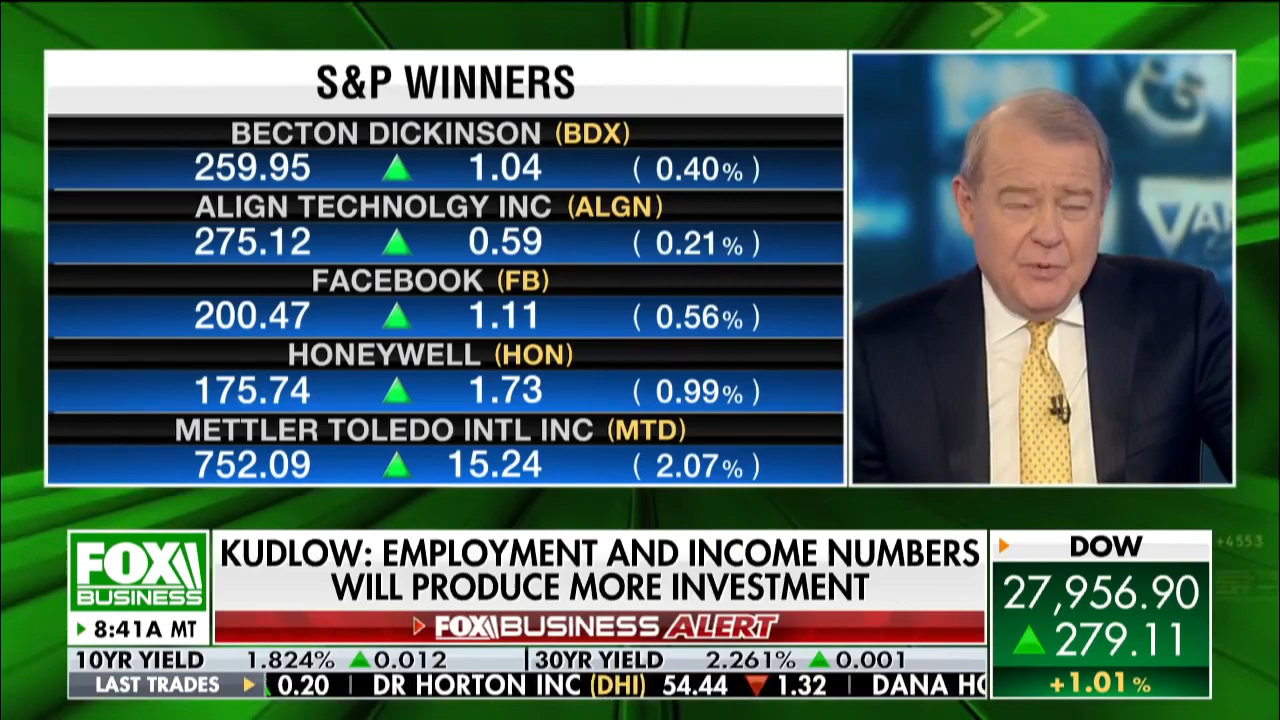 S&P WINNERS
BECTON DICKINSON (BDX)
259.95 ▲ 1.04 ( 0.40% )
ALIGN TECHNOLGY INC (ALGN)
275.12 ▲ 0.59 ( 0.21% )
FACEBOOK (FB)
200.47 ▲ 1.11 ( 0.56% )
HONEYWELL (HON)
175.74 ▲ 1.73 ( 0.99% )
METTLER TOLEDO INTL INC (MTD)
752.09 ▲ 15.24 ( 2.07% )
FOX
BUSINESS
8:41A MT
KUDLOW: EMPLOYMENT AND INCOME NUMBERS
WILL PRODUCE MORE INVESTMENT
FOX BUSINESS ALERT
DOW
27,956.90
▲ 279.11
+1.01%
+4553
10YR YIELD 1.824% ▲ 0.012 | 30YR YIELD 2.261% ▲ 0.001
LAST TRADES 0.20 | DR HORTON INC (DHI) 54.44 ▼ 1.32 | DANA